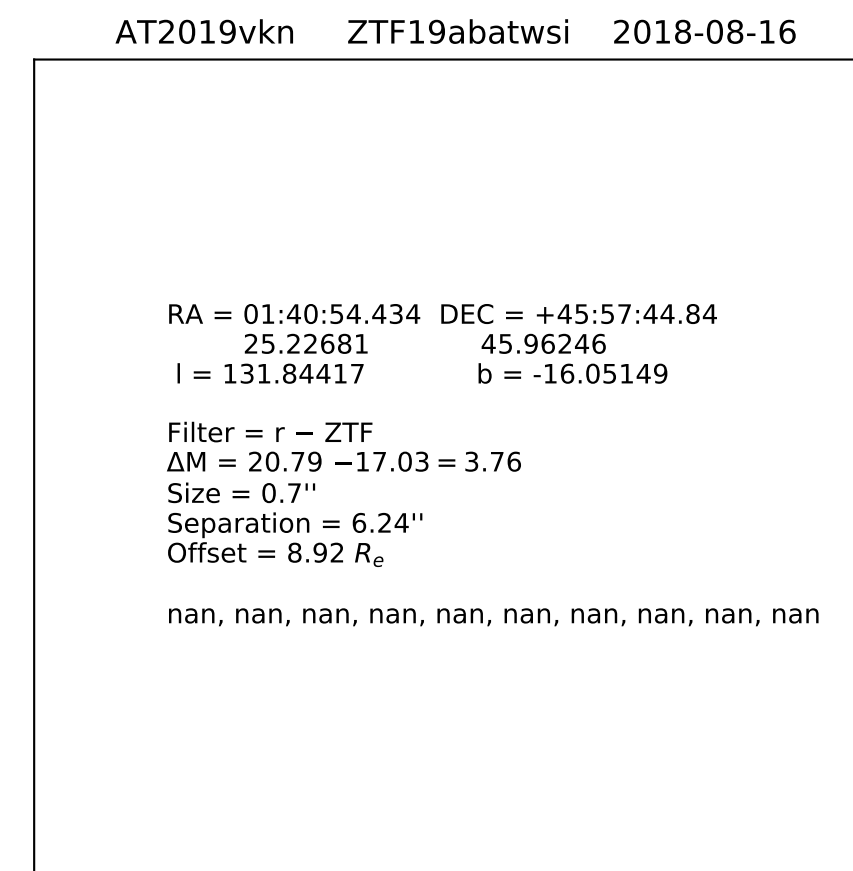 AT2019vkn ZTF19abatwsi 2018-08-16
RA = 01:40:54.434 DEC = +45:57:44.84
25.22681 45.96246
l = 131.84417 b = -16.05149
Filter = r − ZTF
ΔM = 20.79 −17.03 = 3.76
Size = 0.7''
Separation = 6.24''
Offset = 8.92 Re
nan, nan, nan, nan, nan, nan, nan, nan, nan, nan